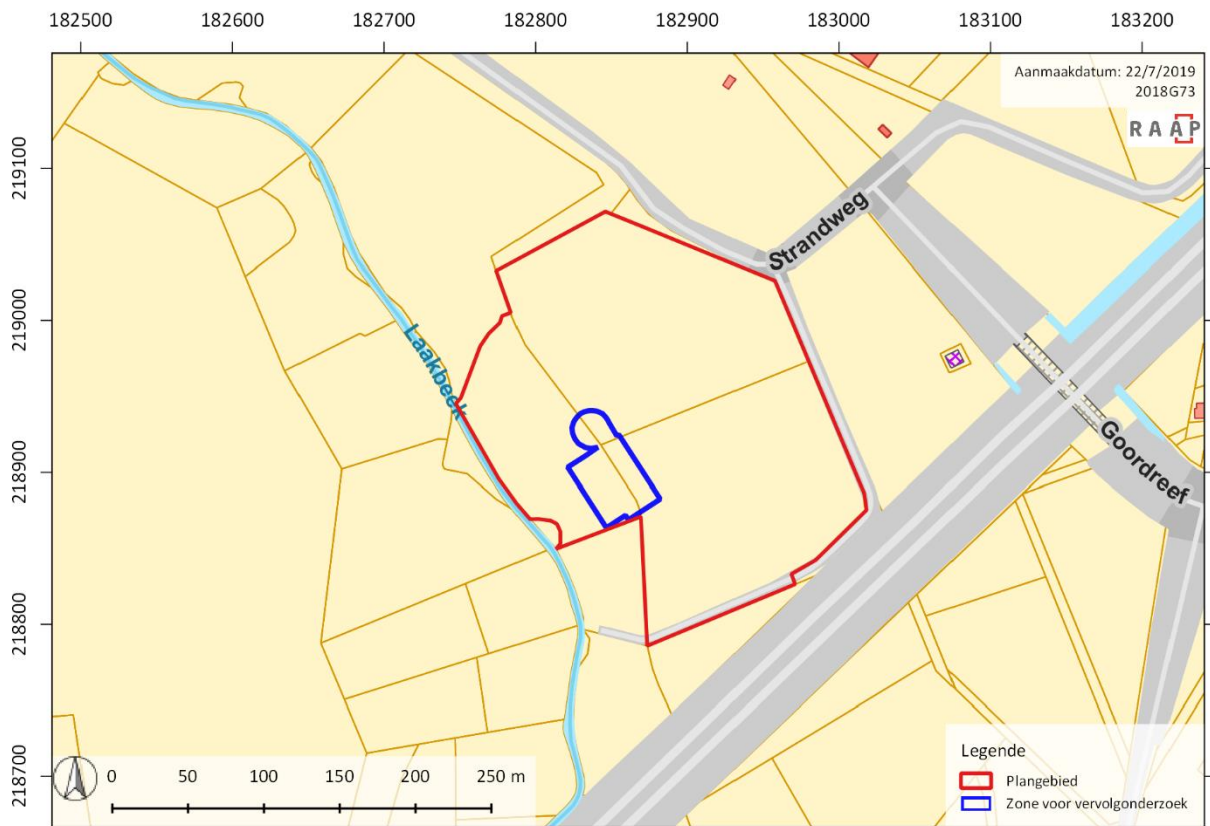 182500 182600 182700 182800 182900 183000 183100 183200
Aanmaakdatum: 22/7/2019
2018G73
RAAP
219100
219000
218900
218800
218700
Strandweg
Laakbeek
Goordreef
Legende
Plangebied
Zone voor vervolgonderzoek
0 50 100 150 200 250 m